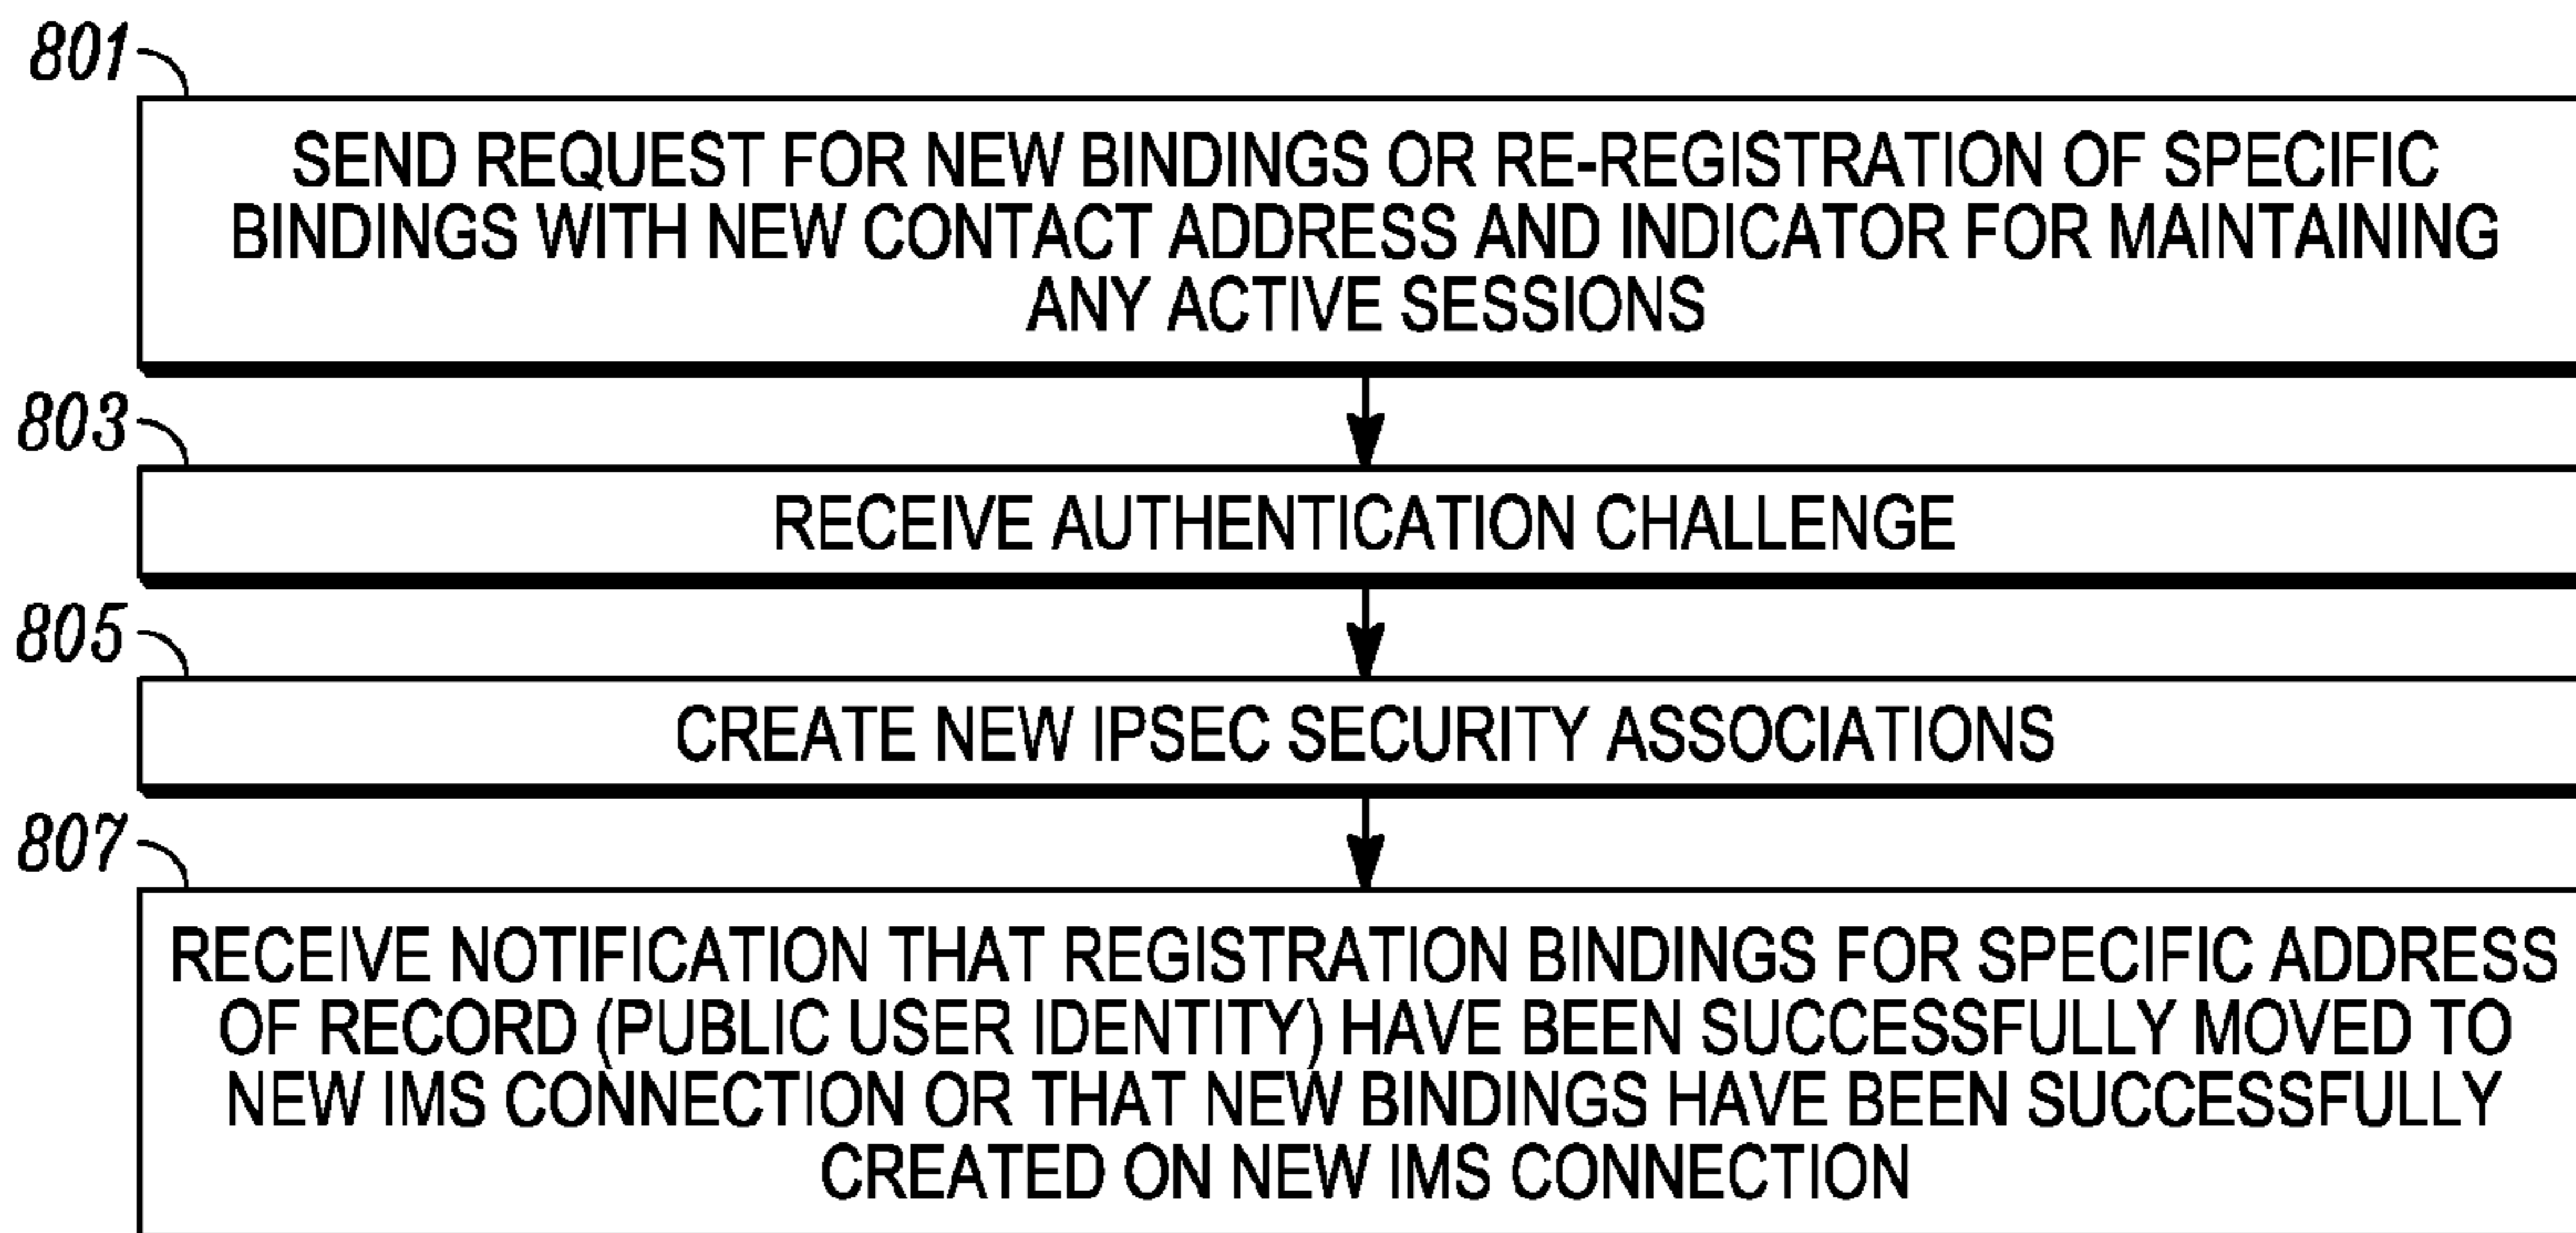 801
SEND REQUEST FOR NEW BINDINGS OR RE-REGISTRATION OF SPECIFIC
BINDINGS WITH NEW CONTACT ADDRESS AND INDICATOR FOR MAINTAINING
ANY ACTIVE SESSIONS
803
RECEIVE AUTHENTICATION CHALLENGE
805
CREATE NEW IPSEC SECURITY ASSOCIATIONS
807
RECEIVE NOTIFICATION THAT REGISTRATION BINDINGS FOR SPECIFIC ADDRESS
OF RECORD (PUBLIC USER IDENTITY) HAVE BEEN SUCCESSFULLY MOVED TO
NEW IMS CONNECTION OR THAT NEW BINDINGS HAVE BEEN SUCCESSFULLY
CREATED ON NEW IMS CONNECTION